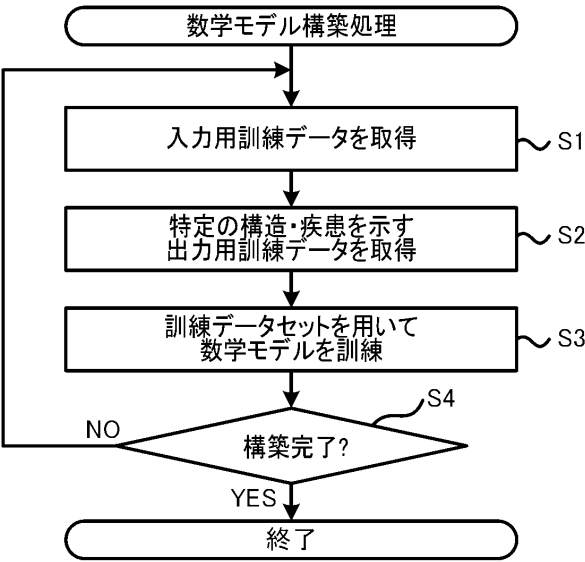 数学モデル構築処理
入力用訓練データを取得
S1
特定の構造・疾患を示す
出力用訓練データを取得
S2
訓練データセットを用いて
数学モデルを訓練
S3
S4
NO
構築完了?
YES
終了